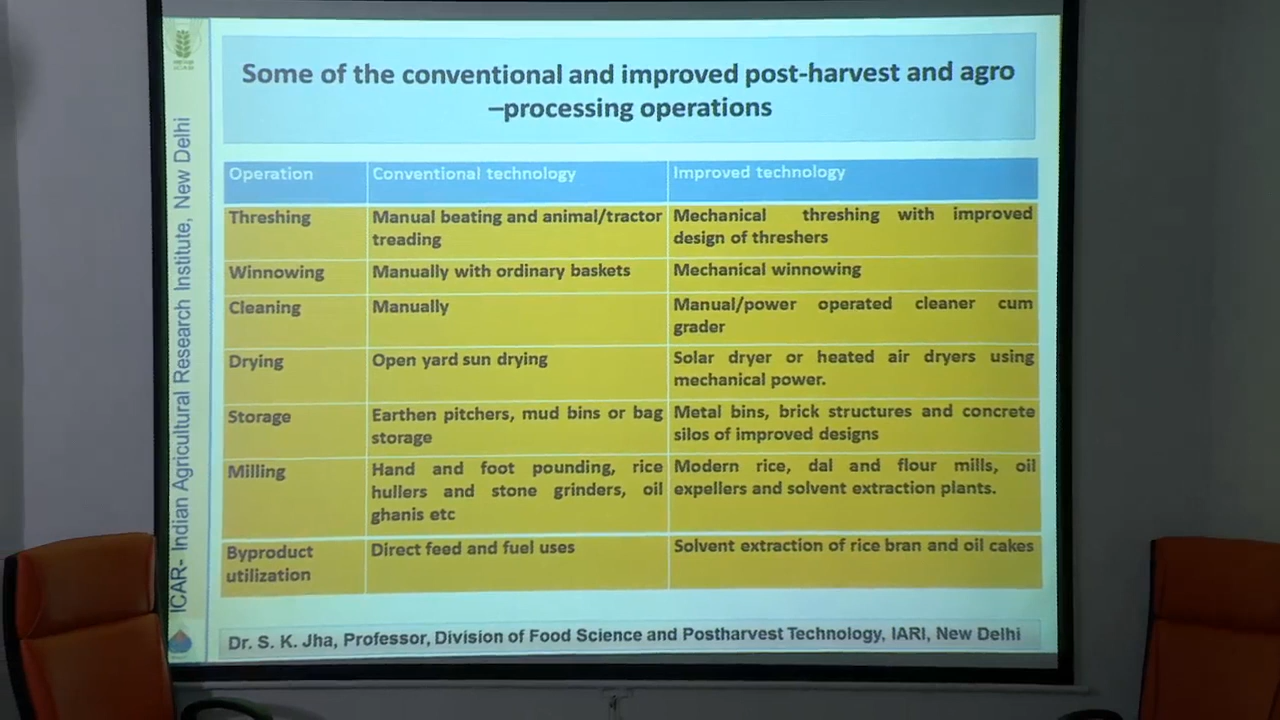 Some of the conventional and improved post-harvest and agro
–processing operations
Operation Conventional technology Improved technology
Threshing
Manual beating and animal/tractor
treading
Mechanical threshing with improved
design of threshers
Winnowing
Manually with ordinary baskets
Mechanical winnowing
Cleaning
Manually
Manual/power operated cleaner cum
grader
Drying
Open yard sun drying
Solar dryer or heated air dryers using
mechanical power.
Storage
Earthen pitchers, mud bins or bag
storage
Metal bins, brick structures and concrete
silos of improved designs
Milling
Hand and foot pounding, rice
hullers and stone grinders, oil
ghanis etc
Modern rice, dal and flour mills, oil
expellers and solvent extraction plants.
Byproduct
utilization
Direct feed and fuel uses
Solvent extraction of rice bran and oil cakes
Dr. S. K. Jha, Professor, Division of Food Science and Postharvest Technology, IARI, New Delhi
ICAR- Indian Agricultural Research Institute, New Delhi